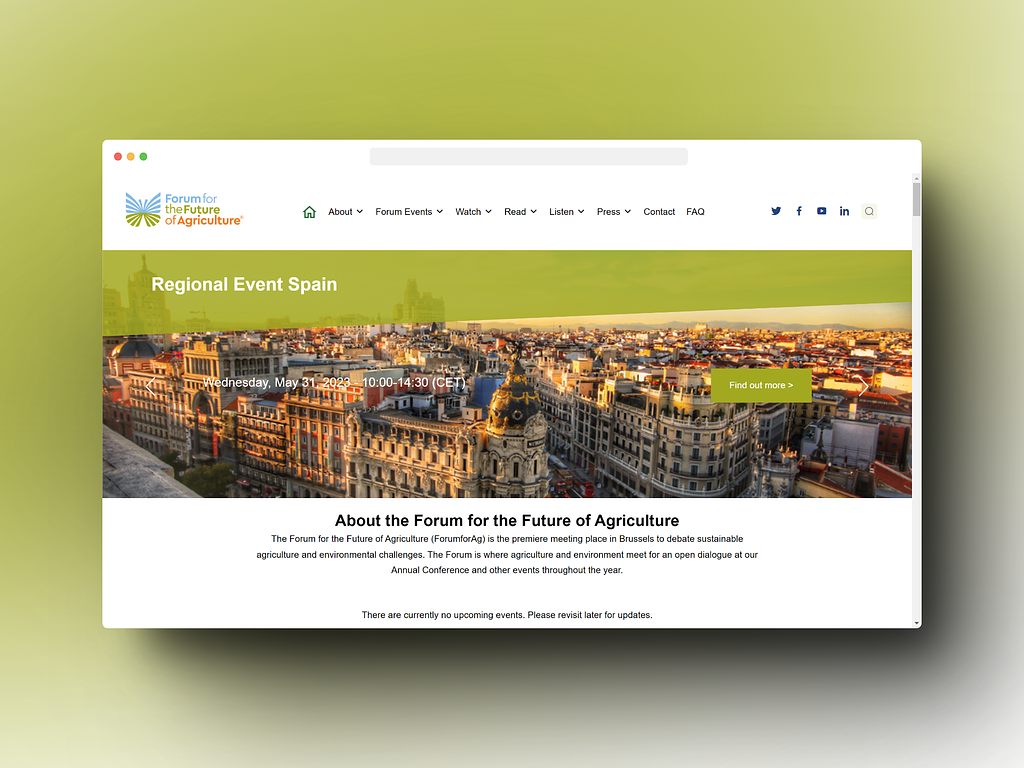 Forum for
the Future
of Agriculture®
About
Forum Events
Watch
Read
Listen
Press
Contact
FAQ
Regional Event Spain
Wednesday, May 31, 2023 - 10:00-14:30 (CET)
Find out more >
About the Forum for the Future of Agriculture
The Forum for the Future of Agriculture (ForumforAg) is the premiere meeting place in Brussels to debate sustainable
agriculture and environmental challenges. The Forum is where agriculture and environment meet for an open dialogue at our
Annual Conference and other events throughout the year.
There are currently no upcoming events. Please revisit later for updates.